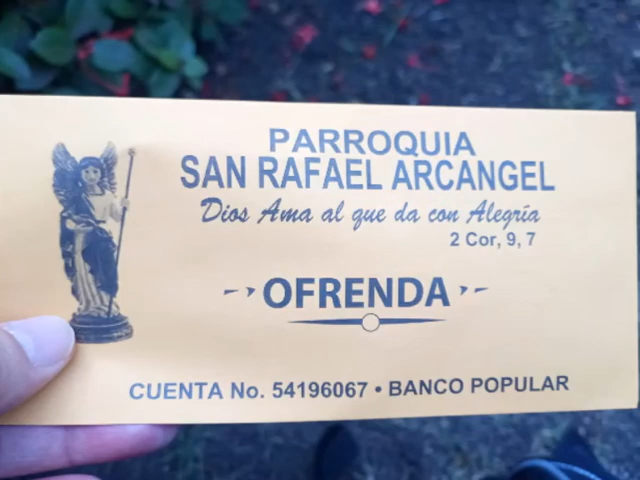 PARROQUIA
SAN RAFAEL ARCANGEL
Dios Ama al que da con Alegría
2 Cor, 9, 7
OFRENDA
CUENTA No. 54196067 • BANCO POPULAR